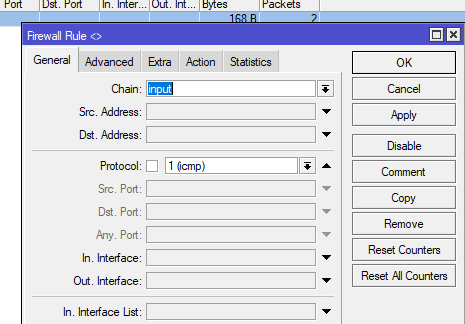 Port Dst. Port In. Inter... Out. Int... Bytes Packets
168 B 2
Firewall Rule <>
General Advanced Extra Action Statistics
Chain: input
Src. Address:
Dst. Address:
Protocol: 1 (icmp)
Src. Port:
Dst. Port:
Any. Port:
In. Interface:
Out. Interface:
In. Interface List:
OK
Cancel
Apply
Disable
Comment
Copy
Remove
Reset Counters
Reset All Counters